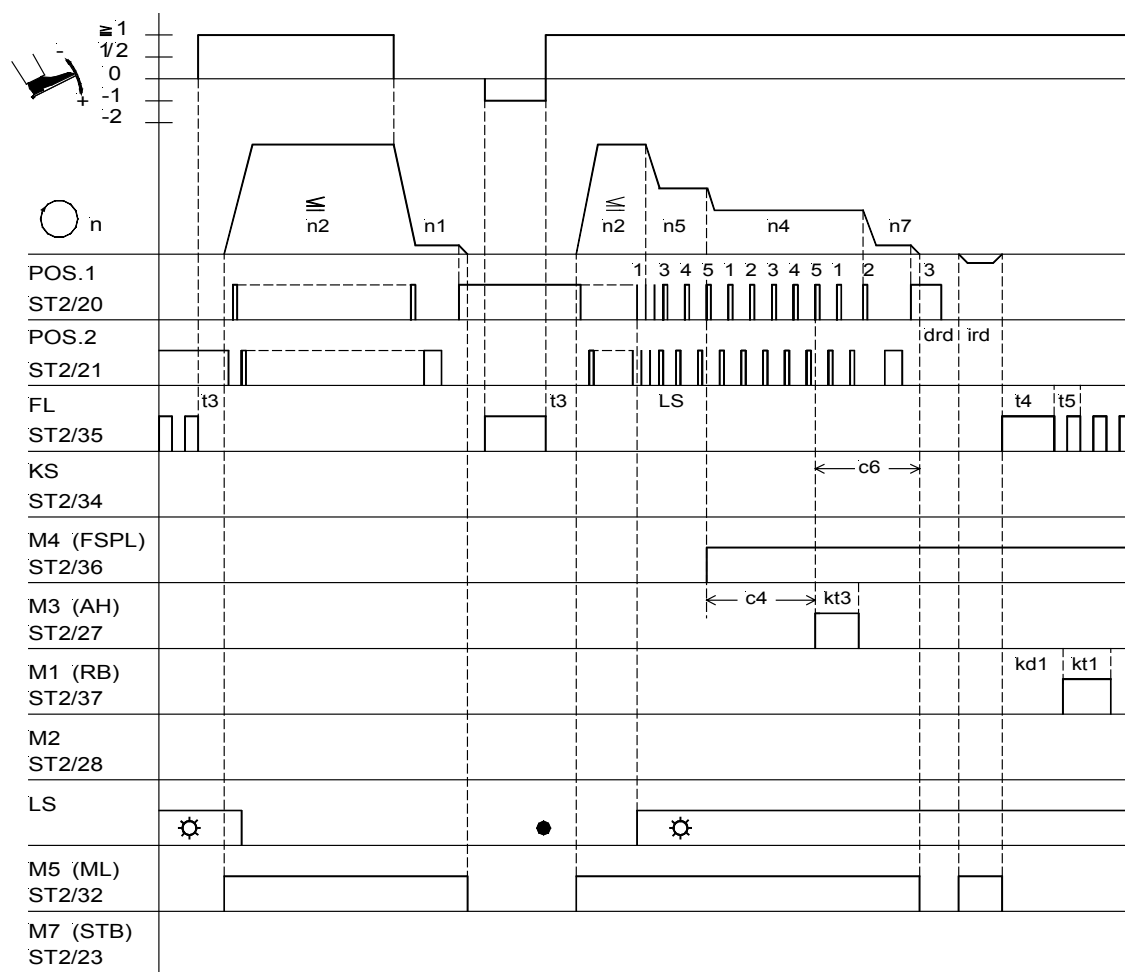 ≧ 1
1/2
0
-1
-2
-
+
n
≦
n2
n1
≦
n2
n5
n4
n7
POS.1
ST2/20
1 3 4 5 1 2 3 4 5 1 2 3
POS.2
ST2/21
drd ird
FL
ST2/35
t3
t3
LS
t4
t5
KS
ST2/34
c6
M4 (FSPL)
ST2/36
M3 (AH)
ST2/27
c4
kt3
M1 (RB)
ST2/37
kd1
kt1
M2
ST2/28
LS
M5 (ML)
ST2/32
M7 (STB)
ST2/23